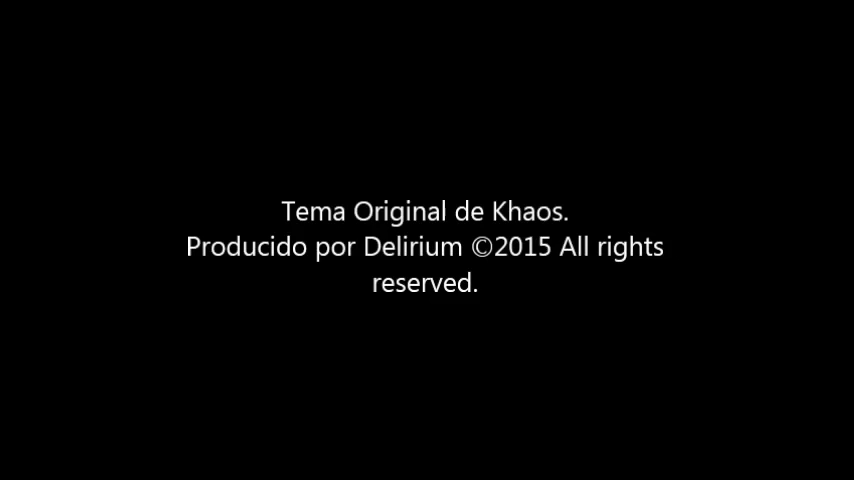 Tema Original de Khaos.
Producido por Delirium ©2015 All rights
reserved.